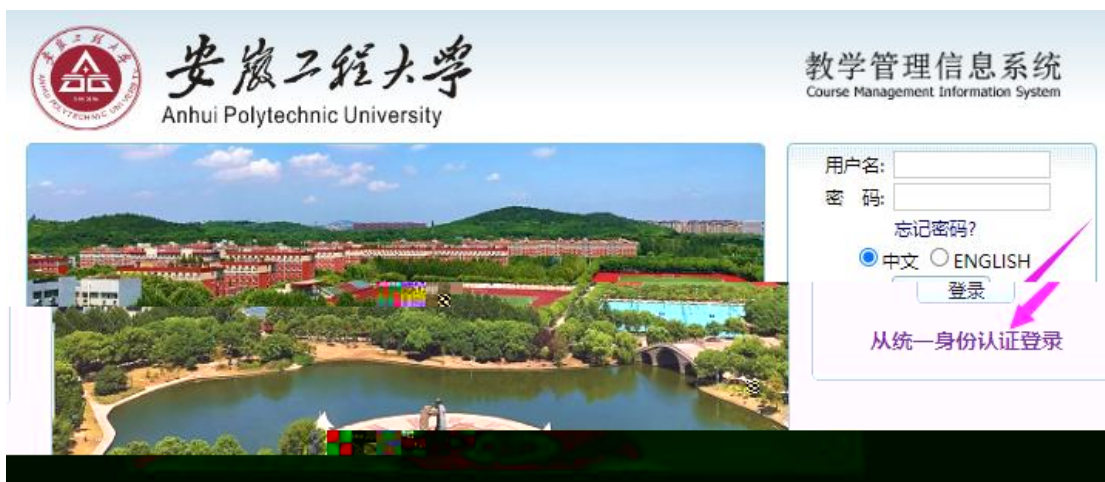 安徽工程大学
Anhui Polytechnic University
教学管理信息系统
Course Management Information System
用户名:
密 码:
忘记密码?
中文 ENGLISH
登录
从统一身份认证登录